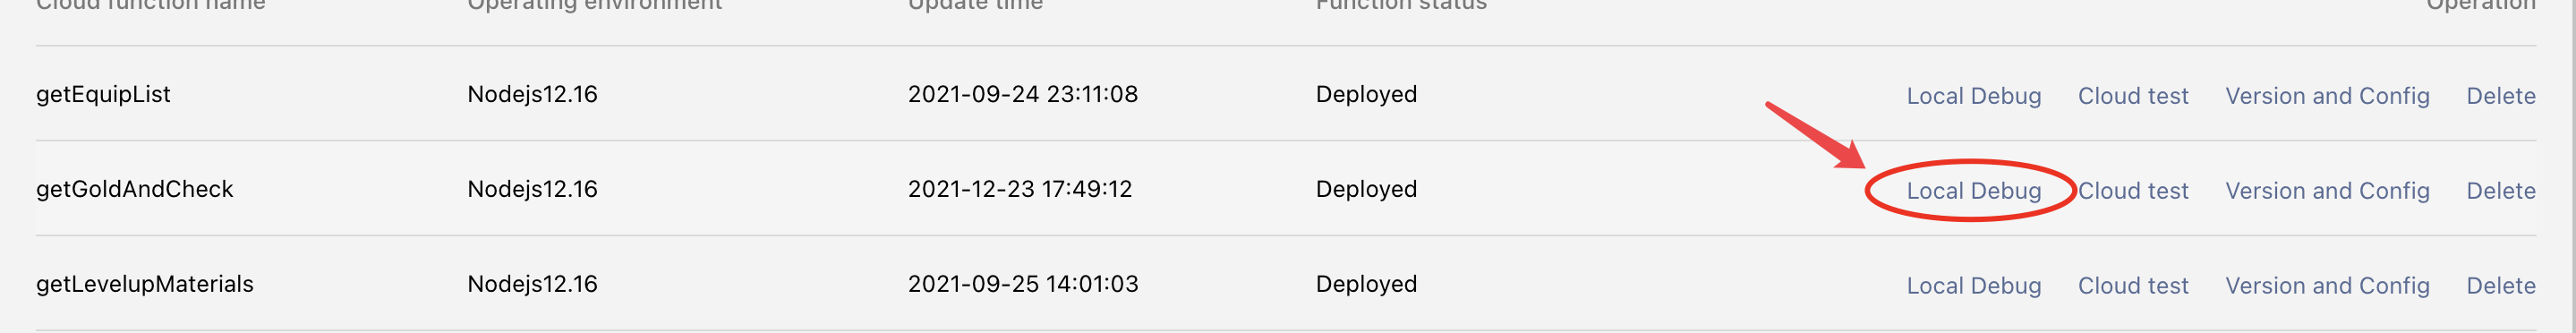 Cloud function name Operating environment Update time Function status Operation
getEquipList Nodejs12.16 2021-09-24 23:11:08 Deployed Local Debug Cloud test Version and Config Delete
getGoldAndCheck Nodejs12.16 2021-12-23 17:49:12 Deployed Local Debug Cloud test Version and Config Delete
getLevelupMaterials Nodejs12.16 2021-09-25 14:01:03 Deployed Local Debug Cloud test Version and Config Delete